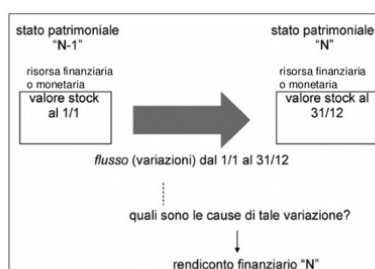 stato patrimoniale
"N-1"
stato patrimoniale
"N"
risorsa finanziaria
o monetaria
valore stock
al 1/1
risorsa finanziaria
o monetaria
valore stock al
31/12
flusso (variazioni) dal 1/1 al 31/12
quali sono le cause di tale variazione?
rendiconto finanziario "N"